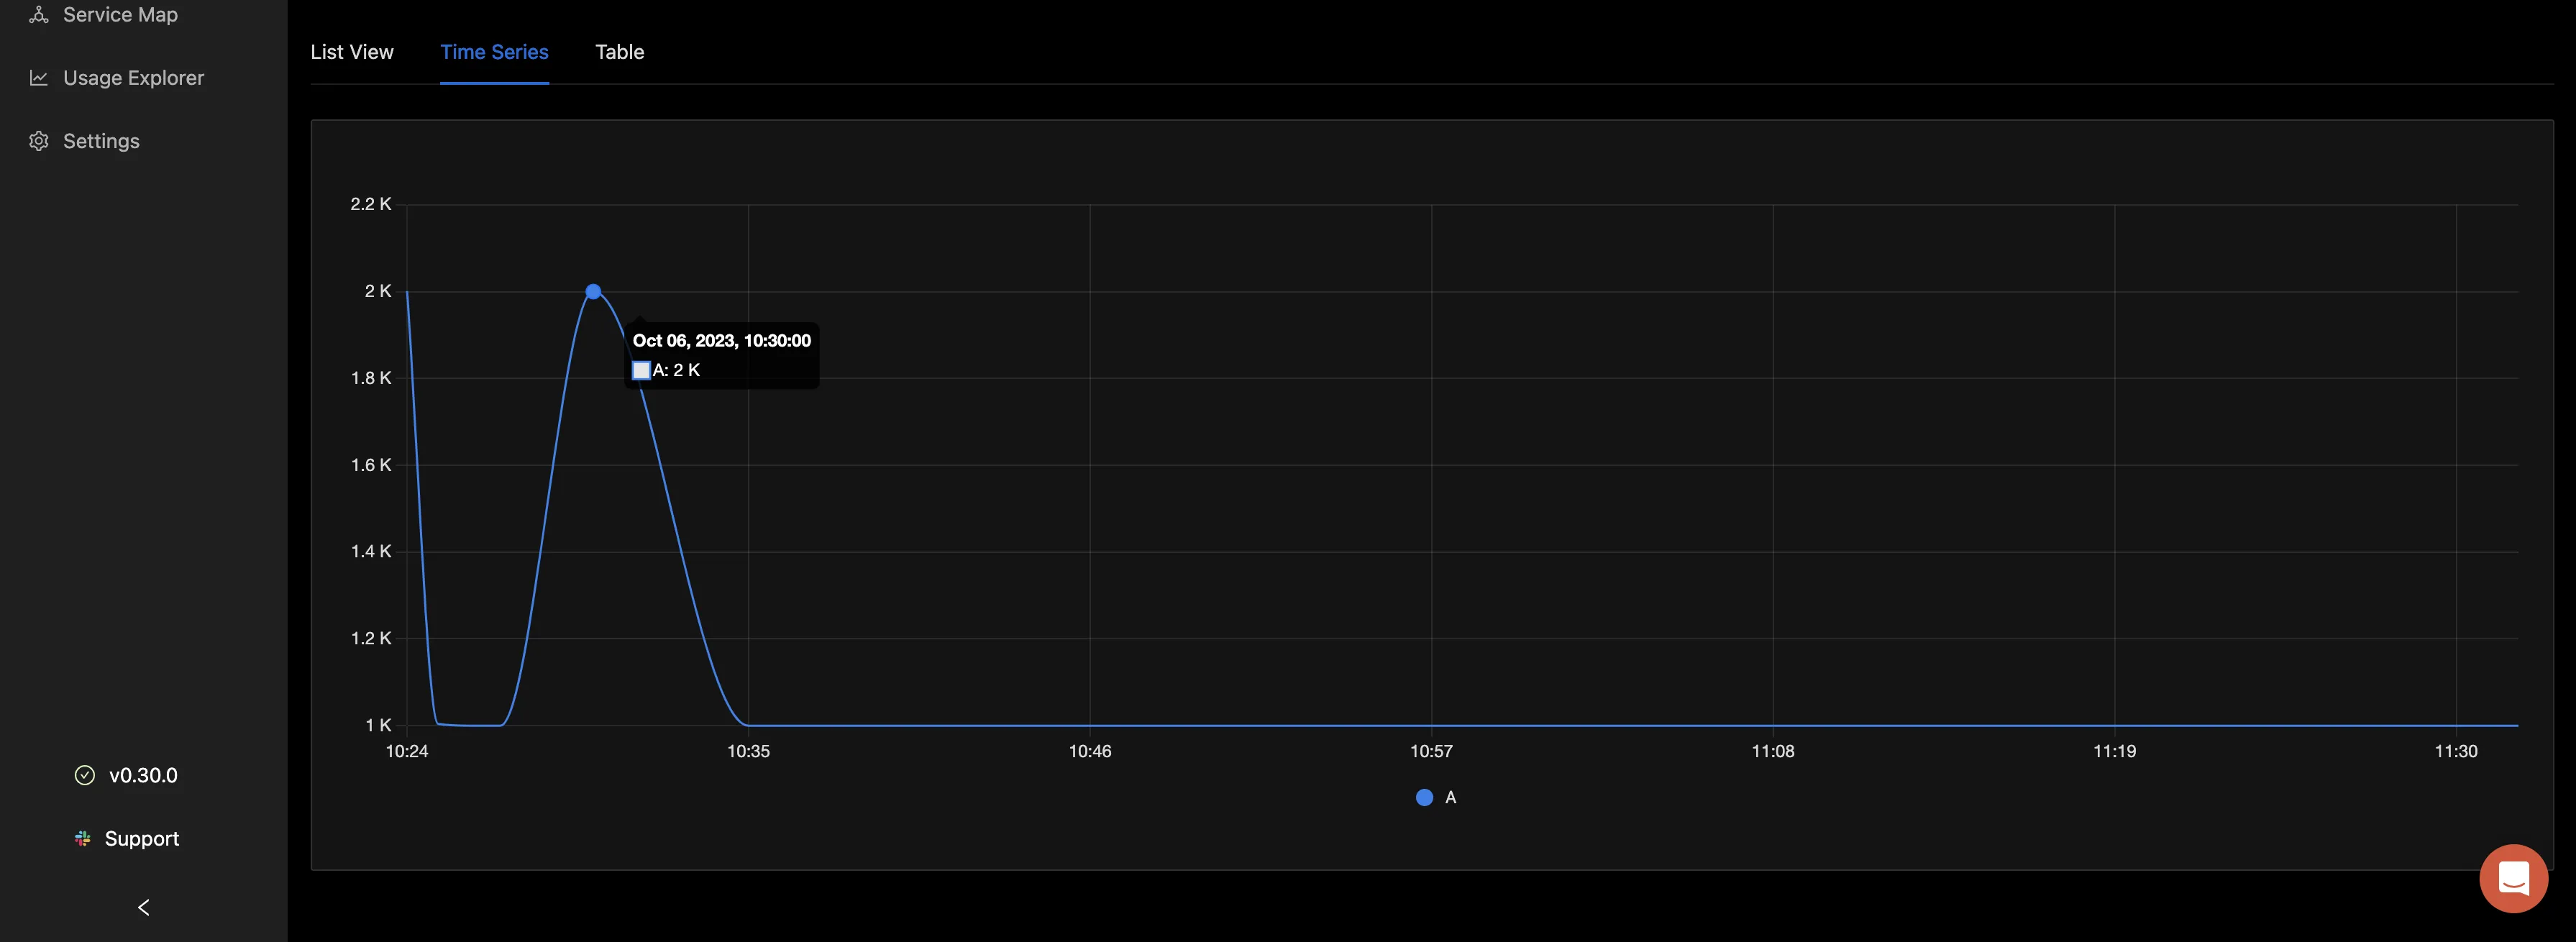 Service Map
Usage Explorer
Settings
v0.30.0
Support
List View
Time Series
Table
2.2 K
2 K
1.8 K
1.6 K
1.4 K
1.2 K
1 K
Oct 06, 2023, 10:30:00
A: 2 K
10:24
10:35
10:46
10:57
11:08
11:19
11:30
A